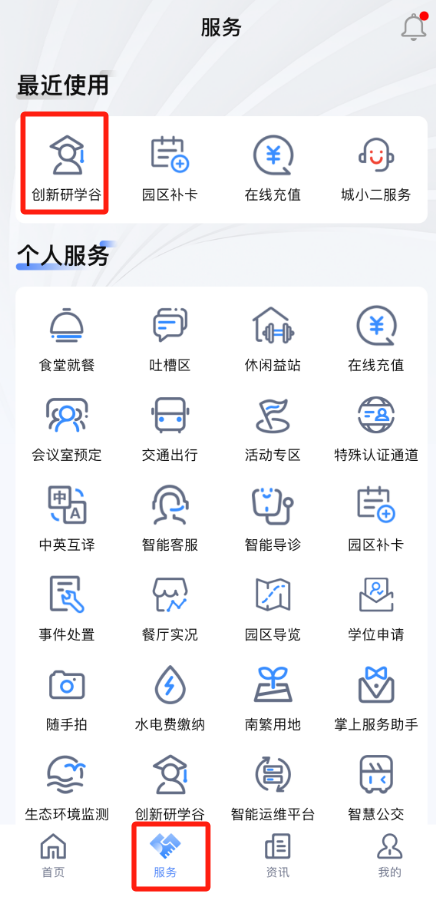 服务
最近使用
创新研学谷 园区补卡 在线充值 城小二服务
个人服务
食堂就餐 吐槽区 休闲益站 在线充值
会议室预定 交通出行 活动专区 特殊认证通道
中 A
中英互译 智能客服 智能导诊 园区补卡
事件处置 餐厅实况 园区导览 学位申请
随手拍 水电费缴纳 南繁用地 掌上服务助手
生态环境监测 创新研学谷 智能运维平台 智慧公交
首页 服务 资讯 我的